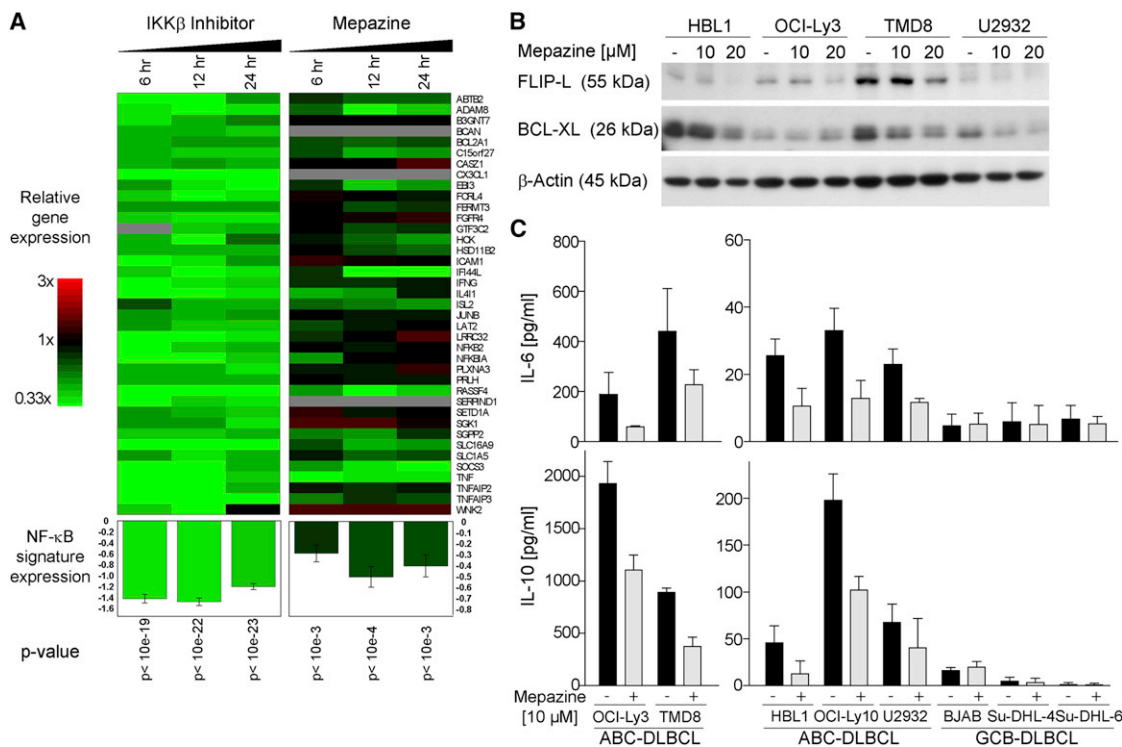 A
IKKβ Inhibitor
Mepazine
6 hr
12 hr
24 hr
6 hr
12 hr
24 hr
ABTB2
ADAM8
B3GNT7
BCAN
BCL2A1
C15orf27
CASZ1
CX3CL1
EBI3
FCRL4
FERMT3
FGFR4
GTF3C2
HCK
HSD11B2
ICAM1
IFI44L
IFNG
IL4I1
ISL2
JUNB
LAT2
LRRC32
NFKB2
NFKBIA
PLXNA3
PRLH
RASSF4
SERPIND1
SETD1A
SGK1
SGPP2
SLC16A9
SLC1A5
SOCS3
TNF
TNFAIP2
TNFAIP3
WNK2
Relative
gene
expression
3x
1x
0.33x
NF-κB
signature
expression
0
-0.2
-0.4
-0.6
-0.8
-1.0
-1.2
-1.4
-1.6
0
-0.1
-0.2
-0.3
-0.4
-0.5
-0.6
-0.7
-0.8
p-value
p< 10e-19
p< 10e-22
p< 10e-23
p< 10e-3
p< 10e-4
p< 10e-3
B
HBL1 OCI-Ly3 TMD8 U2932
Mepazine [µM] - 10 20 - 10 20 - 10 20 - 10 20
FLIP-L (55 kDa)
BCL-XL (26 kDa)
β-Actin (45 kDa)
C
IL-6 [pg/ml]
800
600
400
200
0
60
40
20
0
IL-10 [pg/ml]
2000
1500
1000
500
0
200
150
100
50
0
Mepazine - + - + - + - + - + - + - + - +
[10 µM] OCI-Ly3 TMD8 HBL1 OCI-Ly10 U2932 BJAB Su-DHL-4 Su-DHL-6
ABC-DLBCL ABC-DLBCL GCB-DLBCL